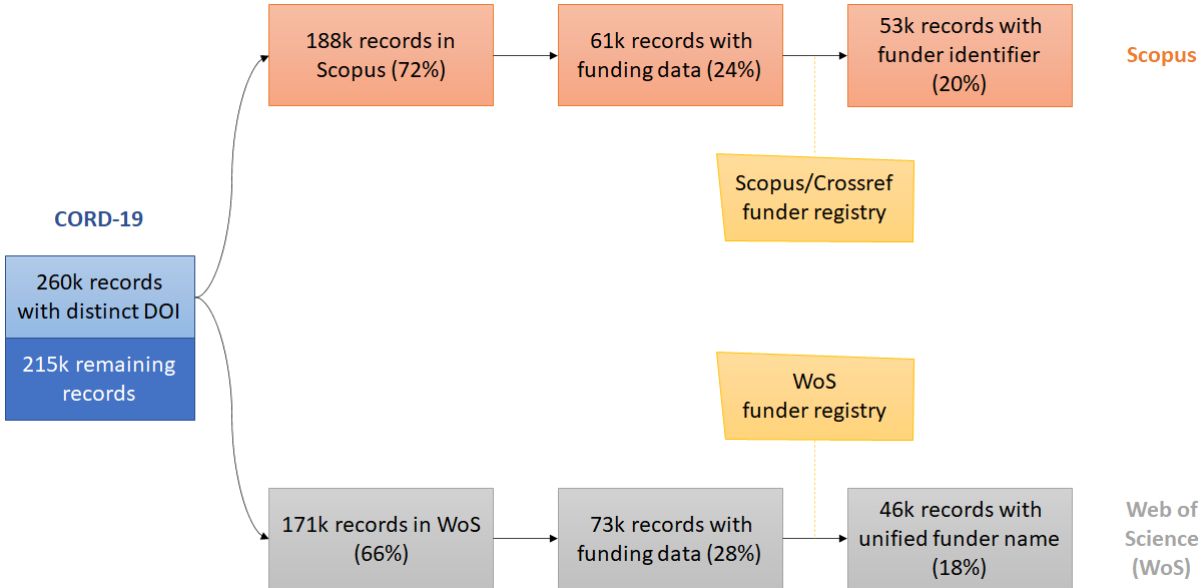 188k records in
Scopus (72%)
61k records with
funding data (24%)
53k records with
funder identifier
(20%)
Scopus
Scopus/Crossref
funder registry
CORD-19
260k records
with distinct DOI
215k remaining
records
WoS
funder registry
171k records in WoS
(66%)
73k records with
funding data (28%)
46k records with
unified funder name
(18%)
Web of
Science
(WoS)